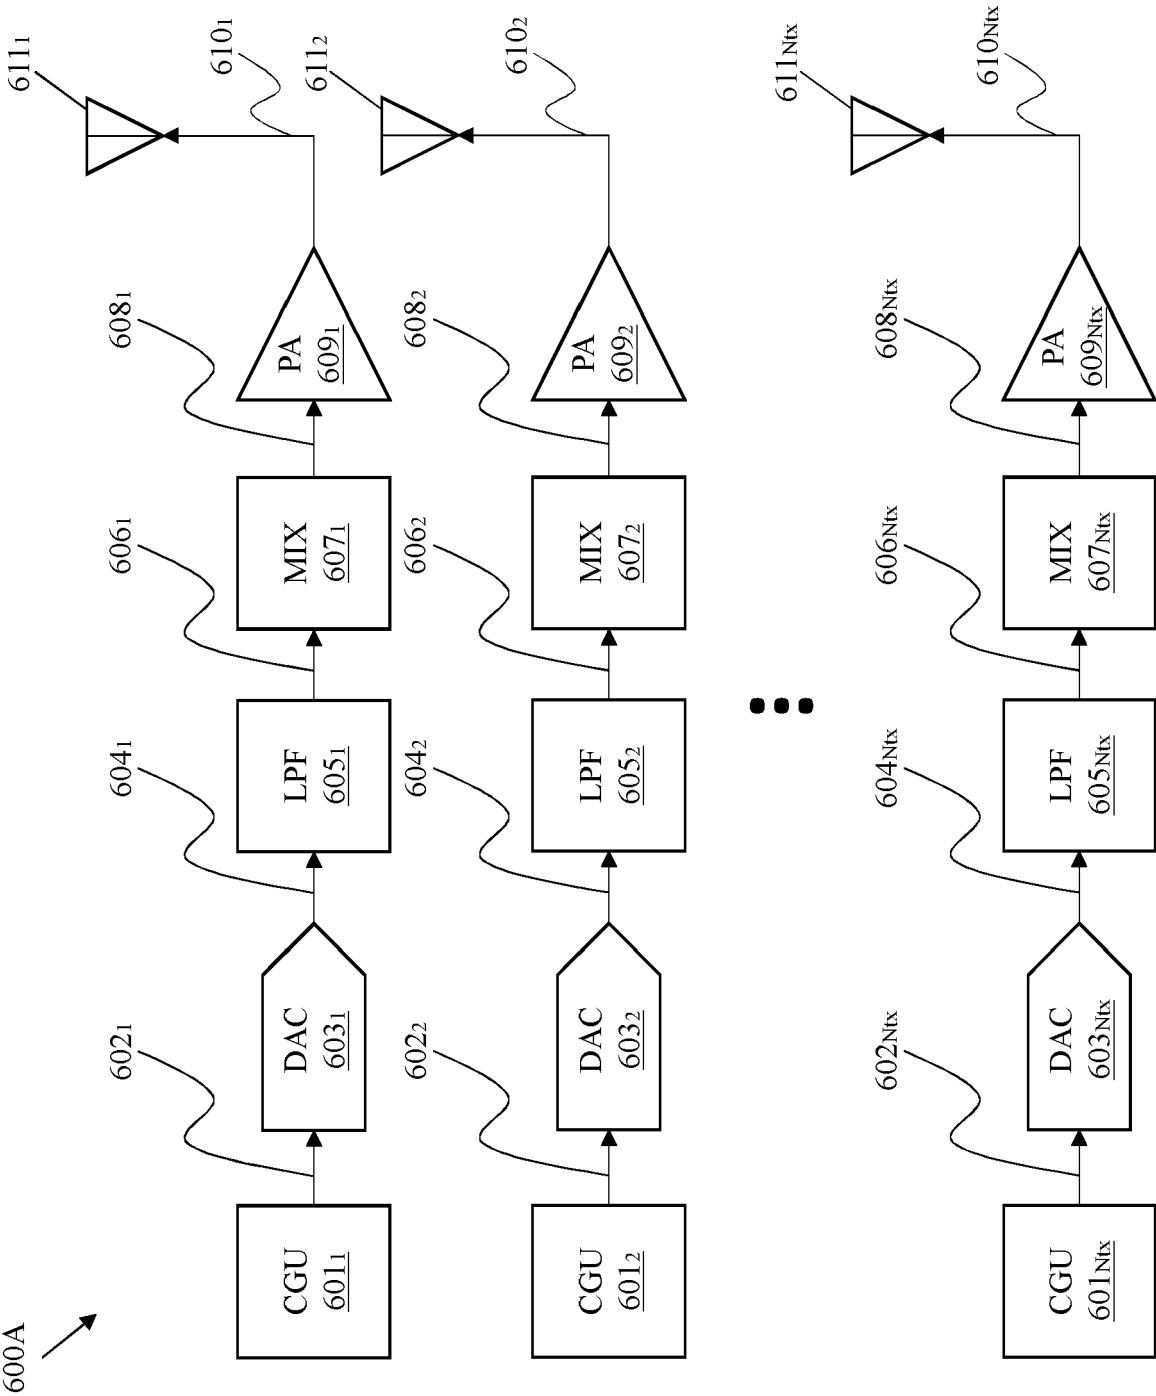 600A
CGU
601₁
602₁
DAC
603₁
604₁
LPF
605₁
606₁
MIX
607₁
608₁
PA
609₁
610₁
611₁
CGU
601₂
602₂
DAC
603₂
604₂
LPF
605₂
606₂
MIX
607₂
608₂
PA
609₂
610₂
611₂
CGU
601Ntx
602Ntx
DAC
603Ntx
604Ntx
LPF
605Ntx
606Ntx
MIX
607Ntx
608Ntx
PA
609Ntx
610Ntx
611Ntx